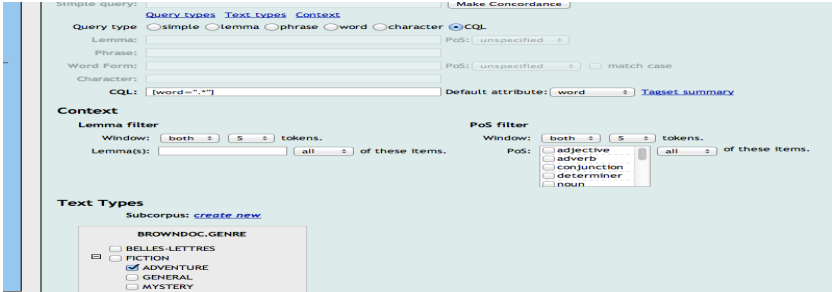 Simple query: Make Concordance
Query types Text types Context
Query type simple lemma phrase word character CQL
Lemma: PoS: unspecified
Phrase:
Word Form: PoS: unspecified match case
Character:
CQL: [word=".*"] Default attribute: word Tagset summary
Context
Lemma filter PoS filter
Window: both 5 tokens. Window: both 5 tokens.
Lemma(s): all of these items. PoS: adjective all of these items.
adverb
conjunction
determiner
noun
Text Types
Subcorpus: create new
BROWNDOC.GENRE
BELLES-LETTRES
FICTION
ADVENTURE
GENERAL
MYSTERY